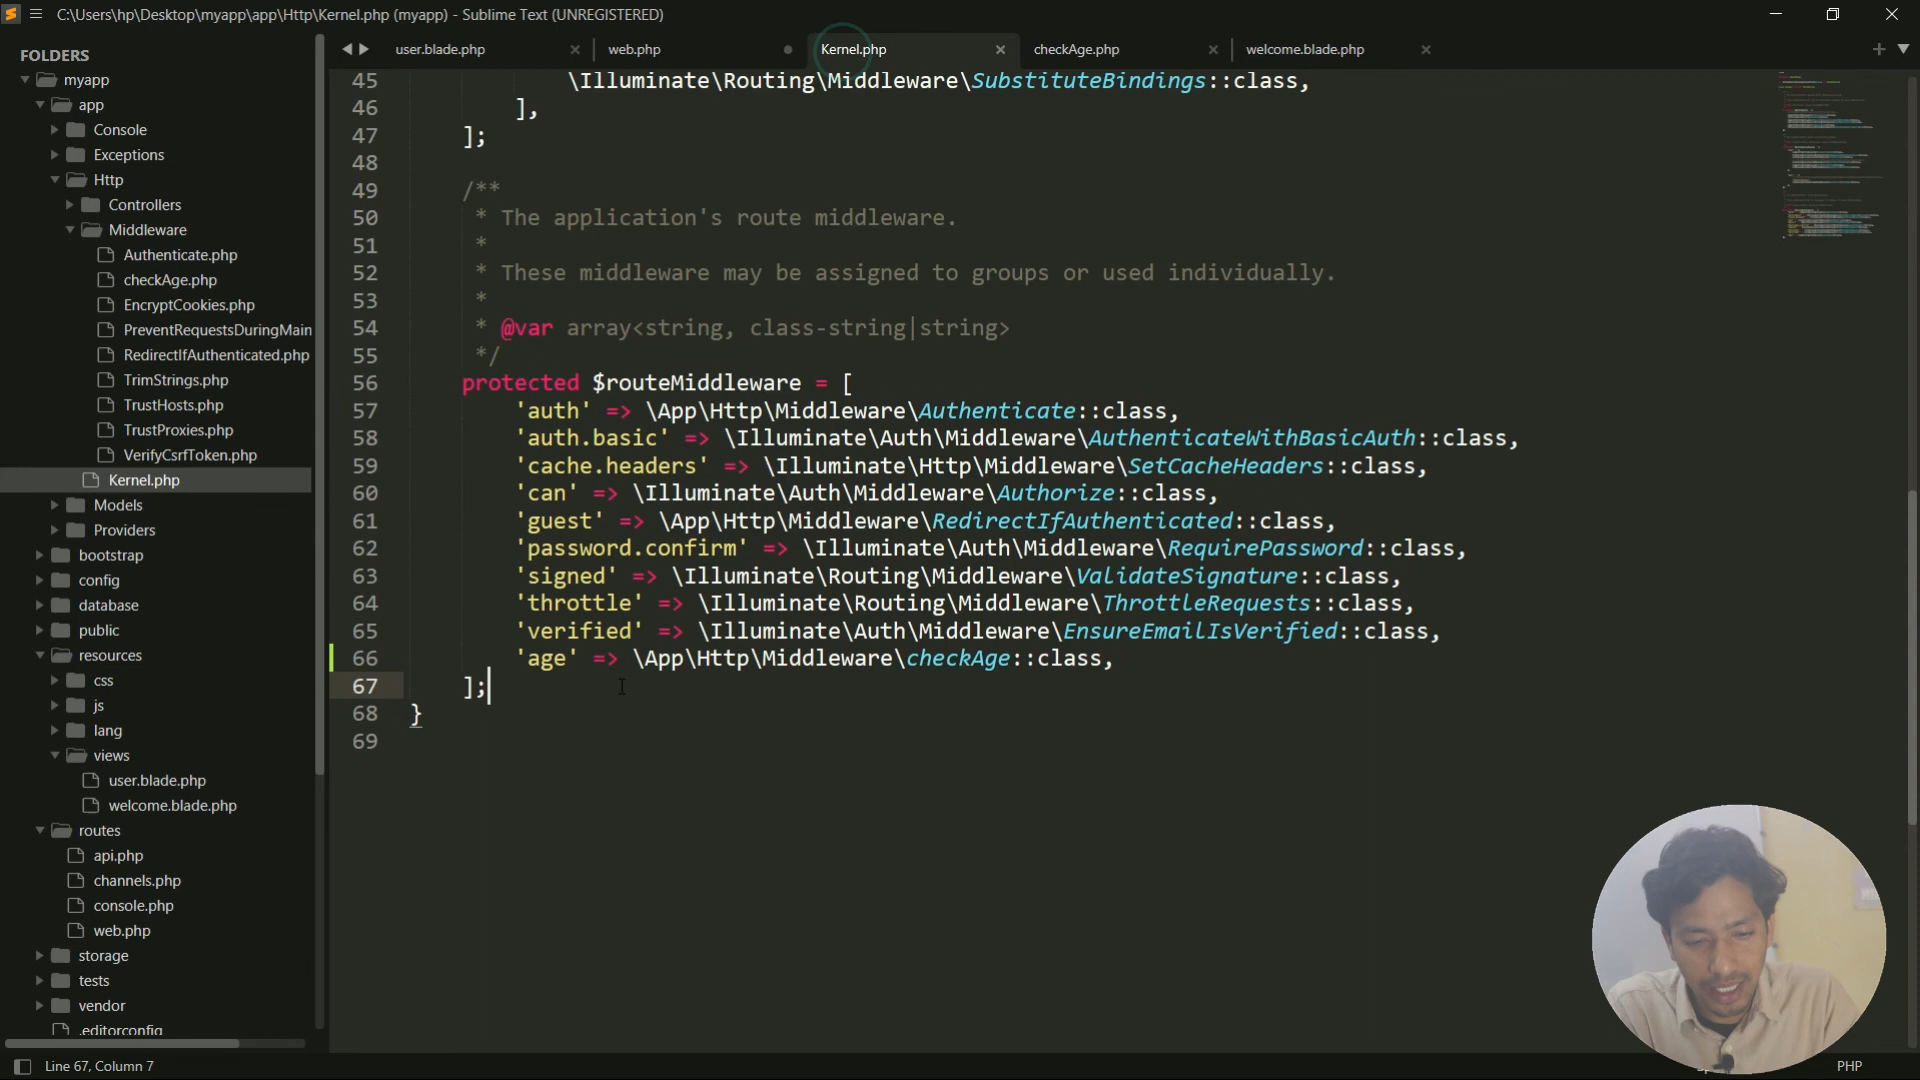 C:\Users\hp\Desktop\myapp\app\Http\Kernel.php (myapp) - Sublime Text (UNREGISTERED)
FOLDERS
myapp
app
Console
Exceptions
Http
Controllers
Middleware
Authenticate.php
checkAge.php
EncryptCookies.php
PreventRequestsDuringMain
RedirectIfAuthenticated.php
TrimStrings.php
TrustHosts.php
TrustProxies.php
VerifyCsrfToken.php
Kernel.php
Models
Providers
bootstrap
config
database
public
resources
css
js
lang
views
user.blade.php
welcome.blade.php
routes
api.php
channels.php
console.php
web.php
storage
tests
vendor
.editorconfig
user.blade.php
web.php
Kernel.php
checkAge.php
welcome.blade.php
45 \Illuminate\Routing\Middleware\SubstituteBindings::class,
46 ],
47 ];
48
49 /**
50 * The application's route middleware.
51 *
52 * These middleware may be assigned to groups or used individually.
53 *
54 * @var array<string, class-string|string>
55 */
56 protected $routeMiddleware = [
57 'auth' => \App\Http\Middleware\Authenticate::class,
58 'auth.basic' => \Illuminate\Auth\Middleware\AuthenticateWithBasicAuth::class,
59 'cache.headers' => \Illuminate\Http\Middleware\SetCacheHeaders::class,
60 'can' => \Illuminate\Auth\Middleware\Authorize::class,
61 'guest' => \App\Http\Middleware\RedirectIfAuthenticated::class,
62 'password.confirm' => \Illuminate\Auth\Middleware\RequirePassword::class,
63 'signed' => \Illuminate\Routing\Middleware\ValidateSignature::class,
64 'throttle' => \Illuminate\Routing\Middleware\ThrottleRequests::class,
65 'verified' => \Illuminate\Auth\Middleware\EnsureEmailIsVerified::class,
66 'age' => \App\Http\Middleware\checkAge::class,
67 ];
68 }
69
Line 67, Column 7
PHP